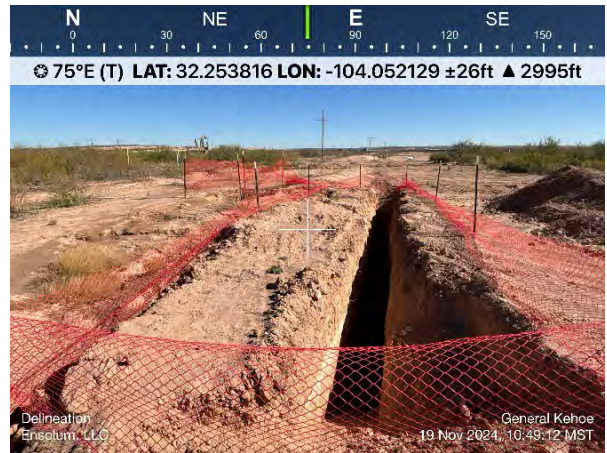 N NE E SE
0 30 60 90 120 150
75°E (T) LAT: 32.253816 LON: -104.052129 ±26ft ▲ 2995ft
Delineation
Ensolum, LLC
General Kehoe
19 Nov 2024, 10:49:12 MST